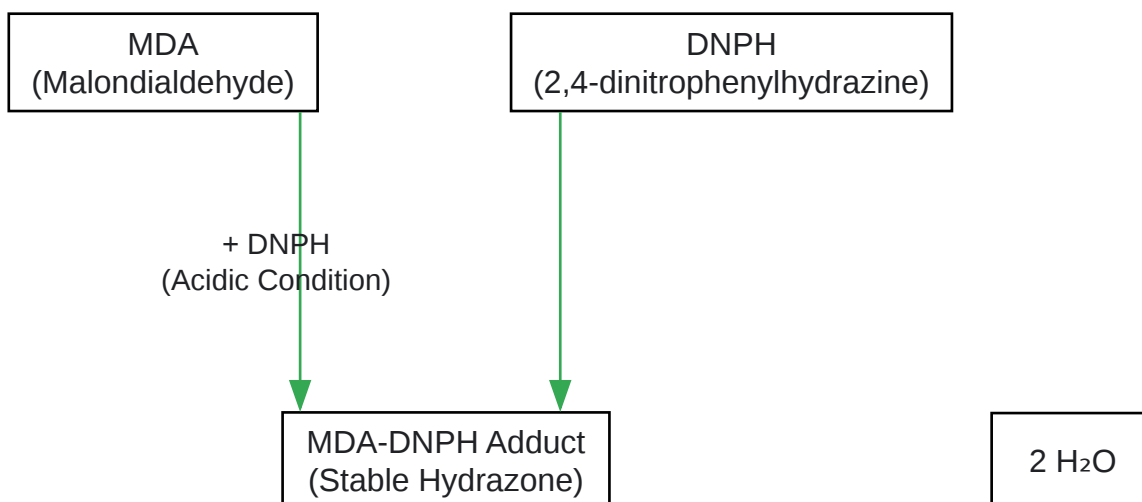 MDA
(Malondialdehyde)
DNPH
(2,4-dinitrophenylhydrazine)
+ DNPH
(Acidic Condition)
MDA-DNPH Adduct
(Stable Hydrazone)
2 H₂O